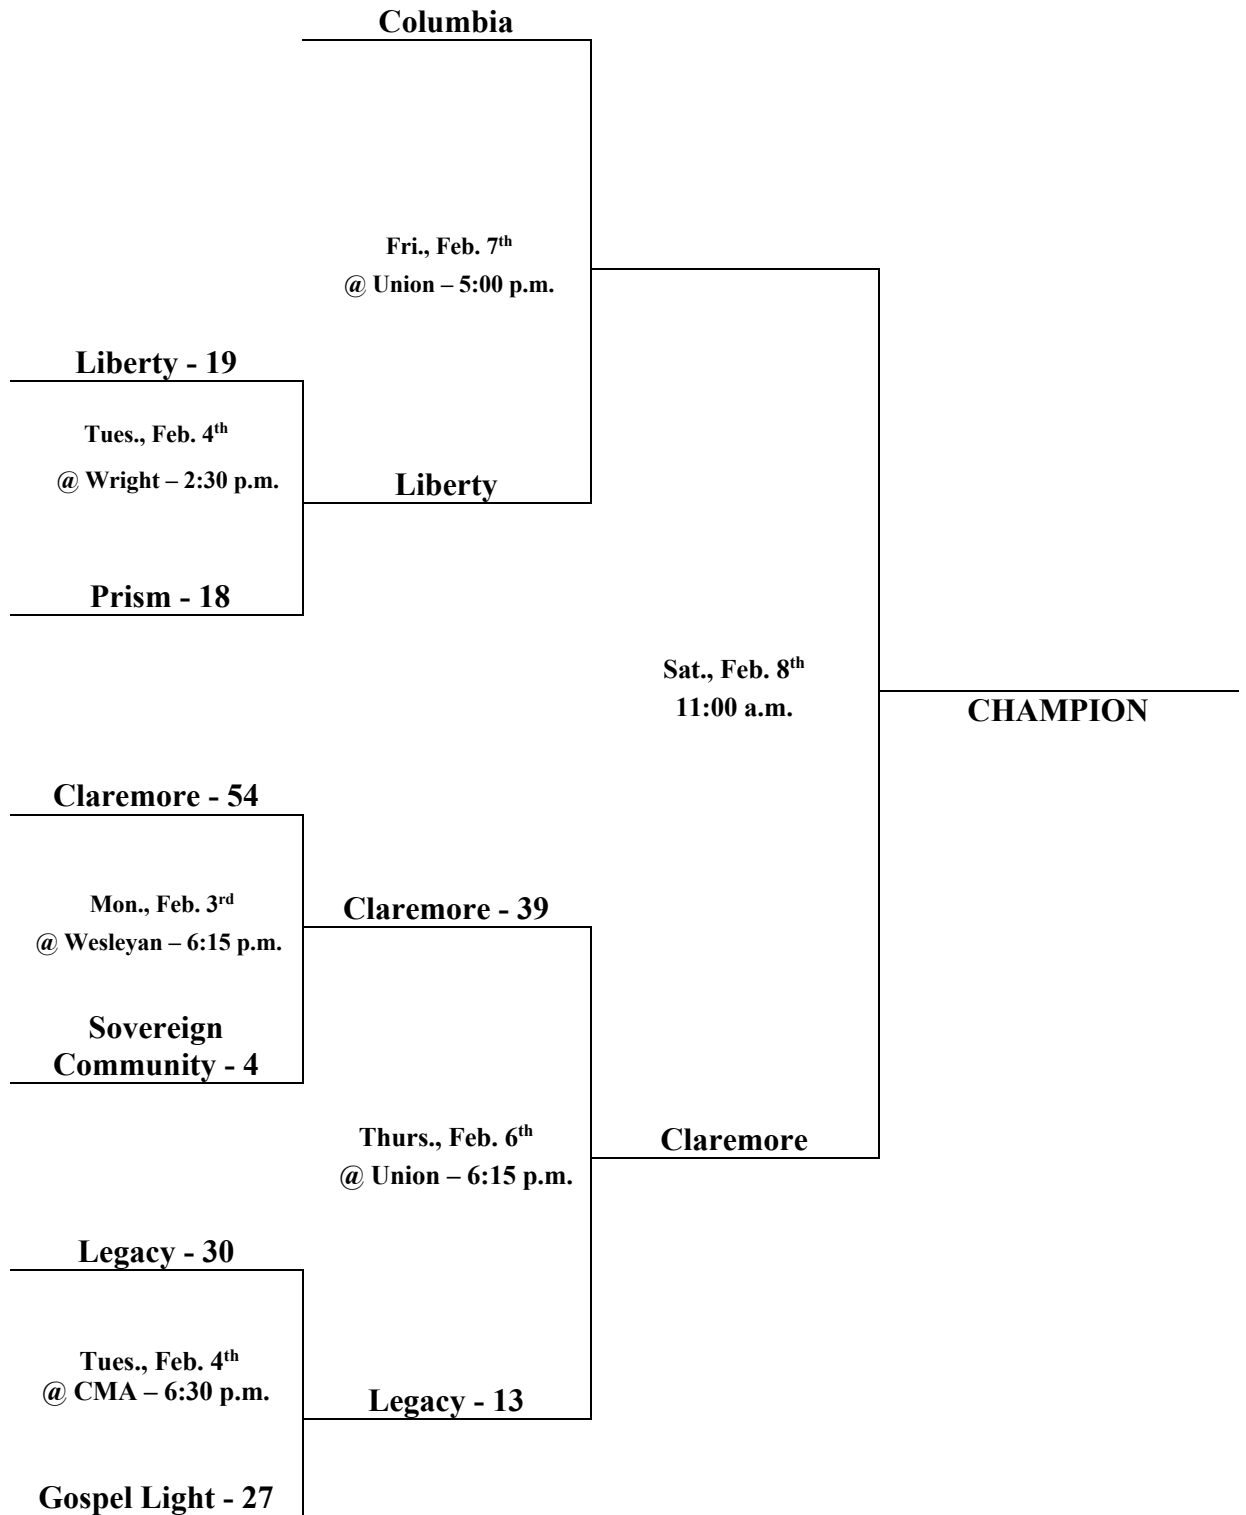 Columbia
Fri., Feb. 7th
@ Union – 5:00 p.m.
Liberty - 19
Tues., Feb. 4th
@ Wright – 2:30 p.m.
Liberty
Prism - 18
Sat., Feb. 8th
11:00 a.m.
CHAMPION
Claremore - 54
Mon., Feb. 3rd
@ Wesleyan – 6:15 p.m.
Claremore - 39
Sovereign
Community - 4
Thurs., Feb. 6th
@ Union – 6:15 p.m.
Claremore
Legacy - 30
Tues., Feb. 4th
@ CMA – 6:30 p.m.
Legacy - 13
Gospel Light - 27